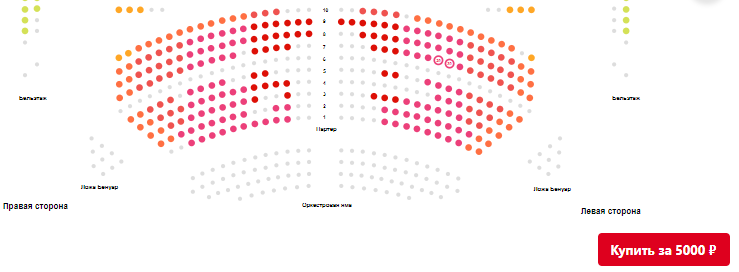 10
9
8
7
6
5
4
3
2
1
Бельэтаж
Бельэтаж
Партер
Ложа Бенуар
Ложа Бенуар
Правая сторона
Оркестровая яма
Левая сторона
Купить за 5000 ₽